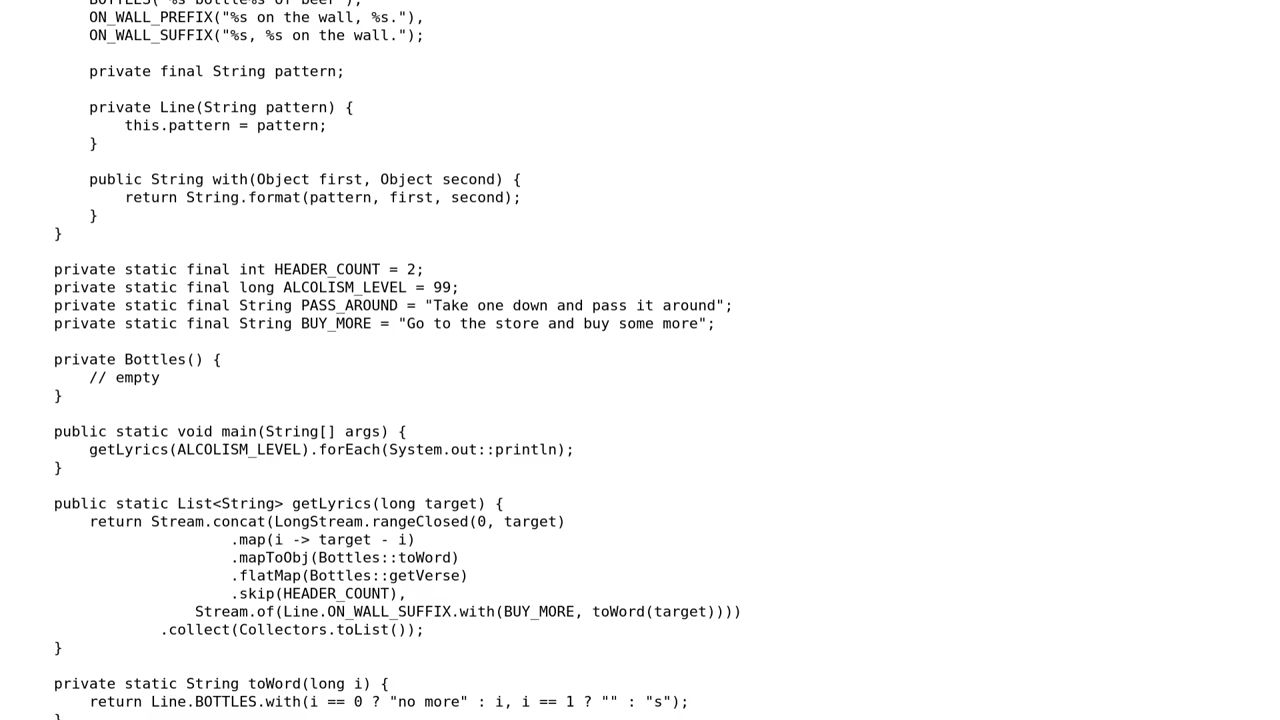 BOTTLES("%s bottle%s of beer"),
ON_WALL_PREFIX("%s on the wall, %s."),
ON_WALL_SUFFIX("%s, %s on the wall.");
private final String pattern;
private Line(String pattern) {
this.pattern = pattern;
}
public String with(Object first, Object second) {
return String.format(pattern, first, second);
}
}
private static final int HEADER_COUNT = 2;
private static final long ALCOLISM_LEVEL = 99;
private static final String PASS_AROUND = "Take one down and pass it around";
private static final String BUY_MORE = "Go to the store and buy some more";
private Bottles() {
// empty
}
public static void main(String[] args) {
getLyrics(ALCOLISM_LEVEL).forEach(System.out::println);
}
public static List<String> getLyrics(long target) {
return Stream.concat(LongStream.rangeClosed(0, target)
.map(i -> target - i)
.mapToObj(Bottles::toWord)
.flatMap(Bottles::getVerse)
.skip(HEADER_COUNT),
Stream.of(Line.ON_WALL_SUFFIX.with(BUY_MORE, toWord(target))))
.collect(Collectors.toList());
}
private static String toWord(long i) {
return Line.BOTTLES.with(i == 0 ? "no more" : i, i == 1 ? "" : "s");
}